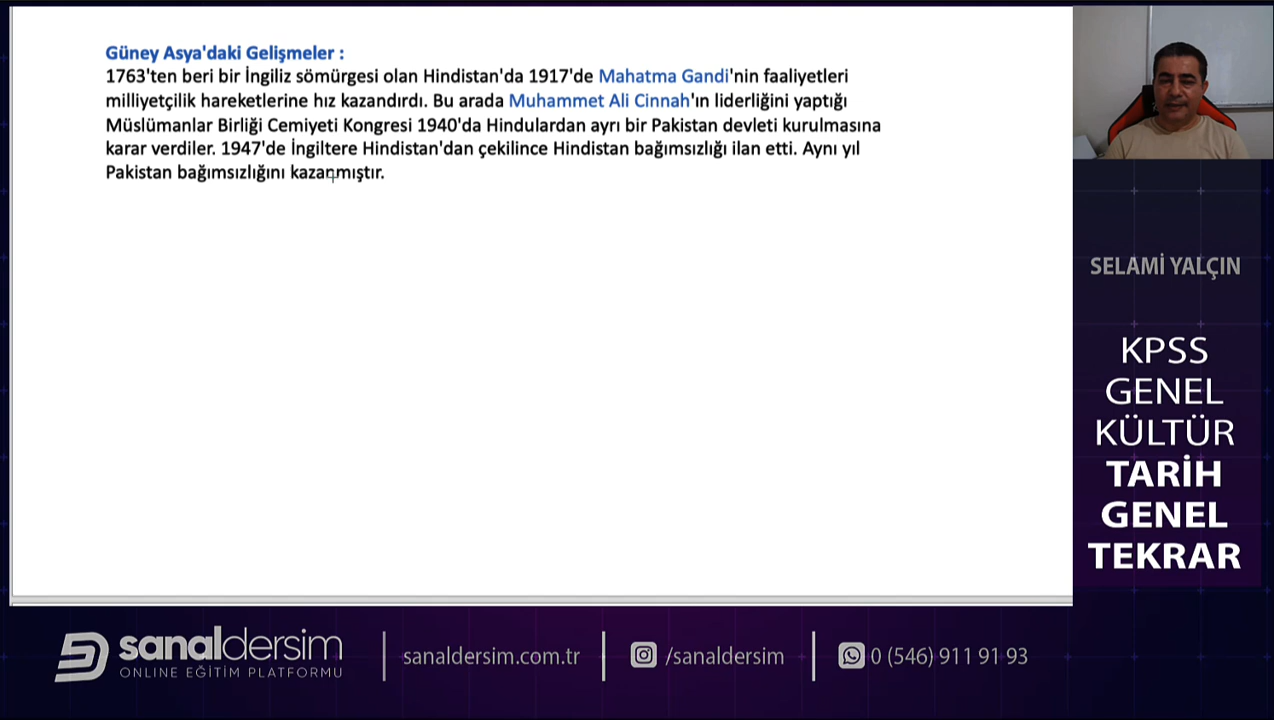 Güney Asya'daki Gelişmeler :
1763'ten beri bir İngiliz sömürgesi olan Hindistan'da 1917'de Mahatma Gandi'nin faaliyetleri
milliyetçilik hareketlerine hız kazandırdı. Bu arada Muhammet Ali Cinnah'ın liderliğini yaptığı
Müslümanlar Birliği Cemiyeti Kongresi 1940'da Hindulardan ayrı bir Pakistan devleti kurulmasına
karar verdiler. 1947'de İngiltere Hindistan'dan çekilince Hindistan bağımsızlığı ilan etti. Aynı yıl
Pakistan bağımsızlığını kazanmıştır.
SELAMİ YALÇIN
KPSS
GENEL
KÜLTÜR
TARİH
GENEL
TEKRAR
sanaldersim
ONLINE EĞİTİM PLATFORMU
sanaldersim.com.tr
/sanaldersim
0 (546) 911 91 93